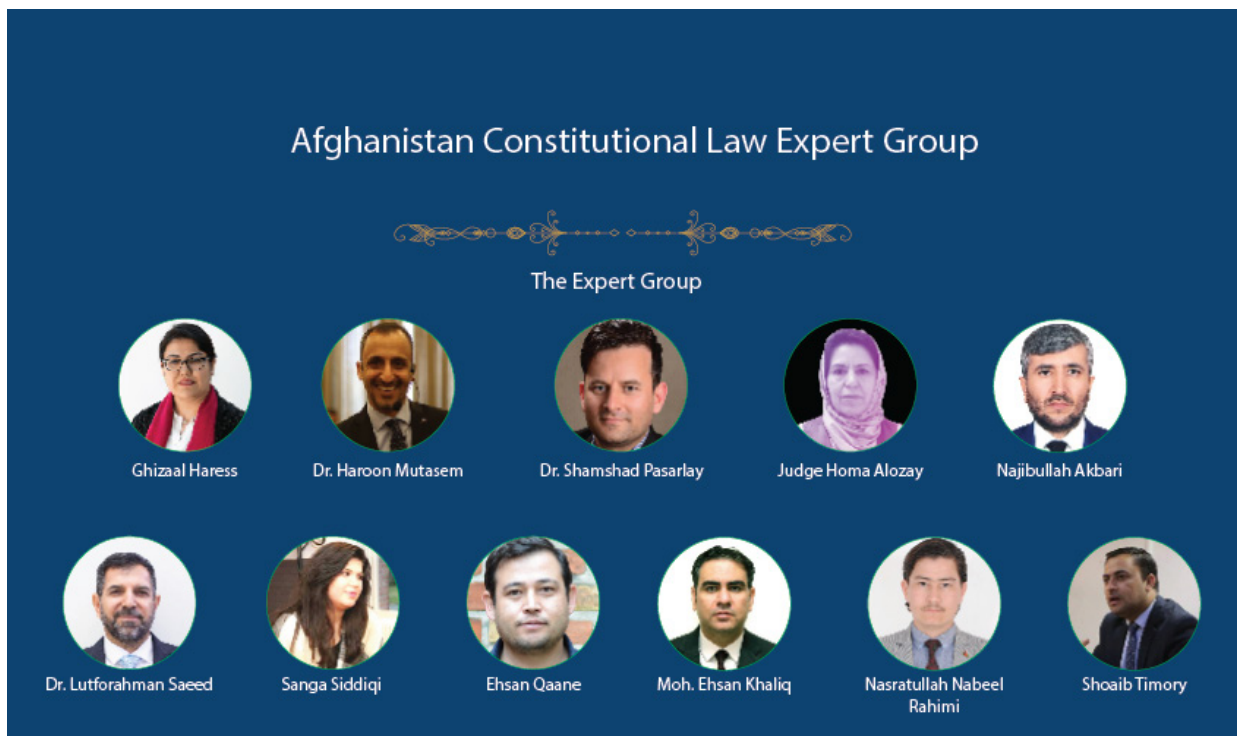 Afghanistan Constitutional Law Expert Group
The Expert Group
Ghizaal Haress
Dr. Haroon Mutasem
Dr. Shamshad Pasarlay
Judge Homa Alozay
Najibullah Akbari
Dr. Lutforahman Saeed
Sanga Siddiqi
Ehsan Qaane
Moh. Ehsan Khaliq
Nasratullah Nabeel
Rahimi
Shoaib Timory